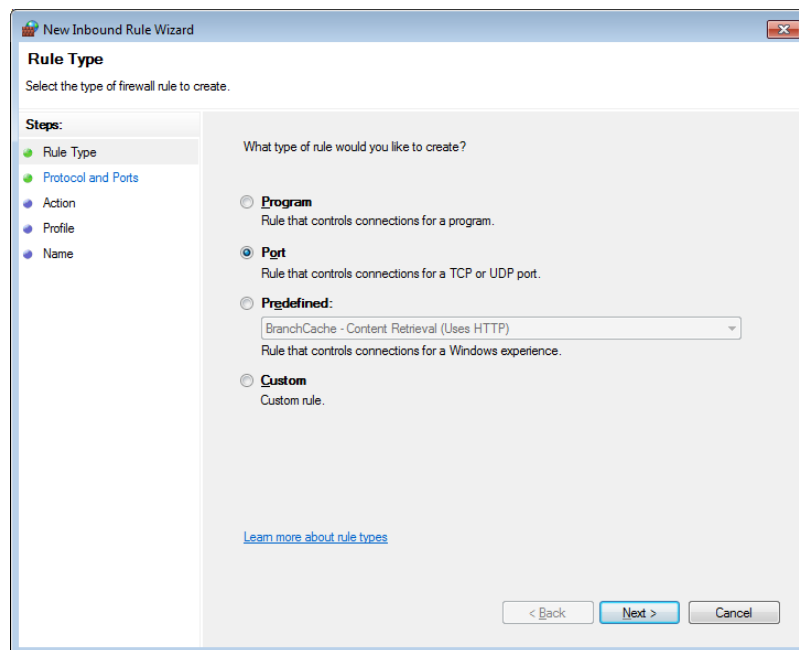 New Inbound Rule Wizard
Rule Type
Select the type of firewall rule to create.
Steps:
Rule Type
Protocol and Ports
Action
Profile
Name
What type of rule would you like to create?
Program
Rule that controls connections for a program.
Port
Rule that controls connections for a TCP or UDP port.
Predefined:
BranchCache - Content Retrieval (Uses HTTP)
Rule that controls connections for a Windows experience.
Custom
Custom rule.
Learn more about rule types
< Back Next > Cancel